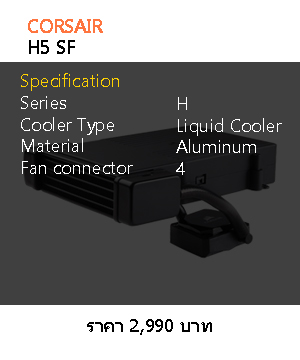 CORSAIR
H5 SF
Specification
Series H
Cooler Type Liquid Cooler
Material Aluminum
Fan connector 4
ราคา 2,990 บาท